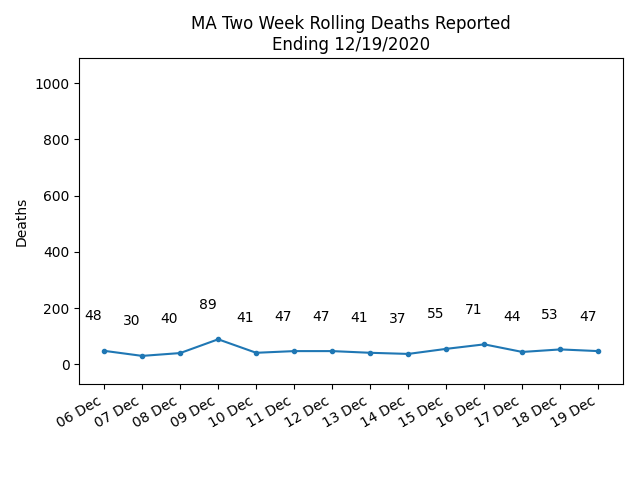 MA Two Week Rolling Deaths Reported
Ending 12/19/2020
1000
800
600
400
200
0
Deaths
48
30
40
89
41
47
47
41
37
55
71
44
53
47
06 Dec
07 Dec
08 Dec
09 Dec
10 Dec
11 Dec
12 Dec
13 Dec
14 Dec
15 Dec
16 Dec
17 Dec
18 Dec
19 Dec